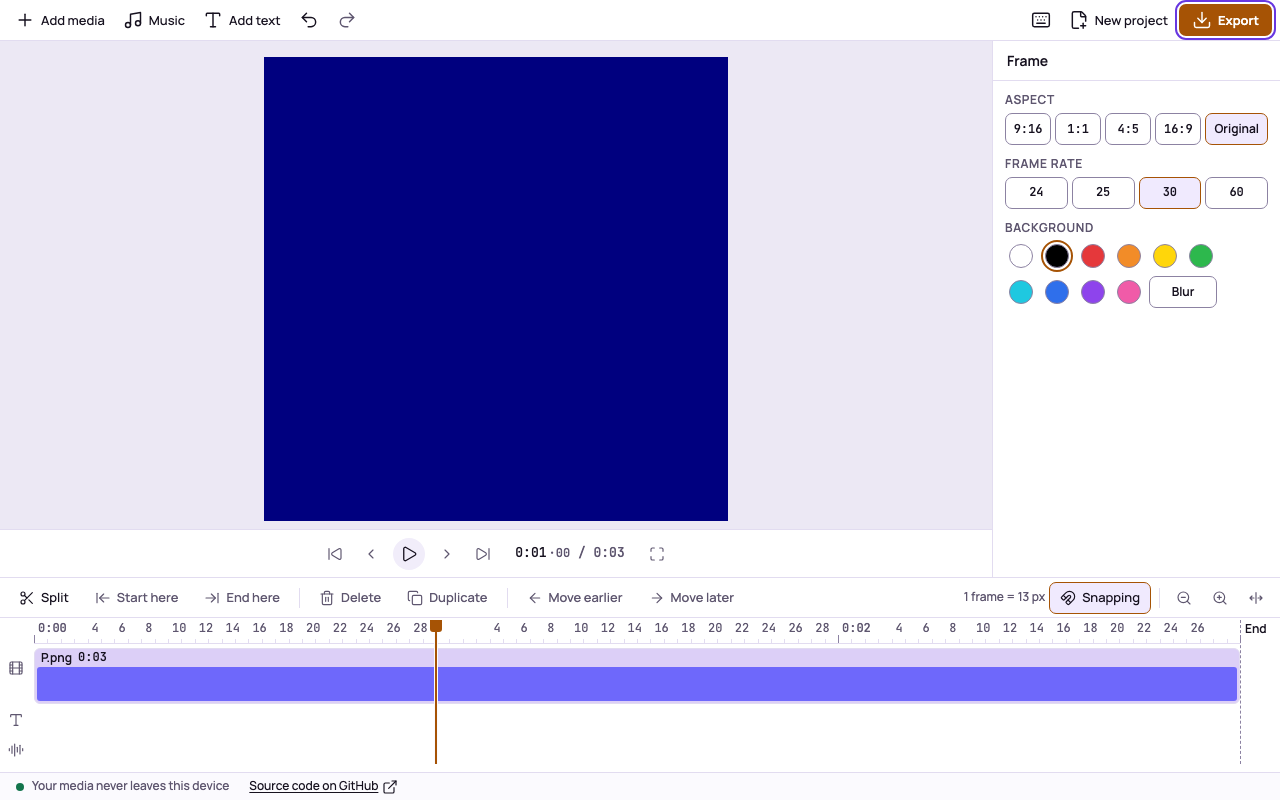 Add media Music Add text New project Export
Frame
ASPECT
9:16 1:1 4:5 16:9 Original
FRAME RATE
24 25 30 60
BACKGROUND
Blur
0:01·00 / 0:03
Split Start here End here Delete Duplicate Move earlier Move later 1 frame = 13 px Snapping
0:00 4 6 8 10 12 14 16 18 20 22 24 26 28 4 6 8 10 12 14 16 18 20 22 24 26 28 0:02 4 6 8 10 12 14 16 18 20 22 24 26 End
P.png 0:03
Your media never leaves this device Source code on GitHub